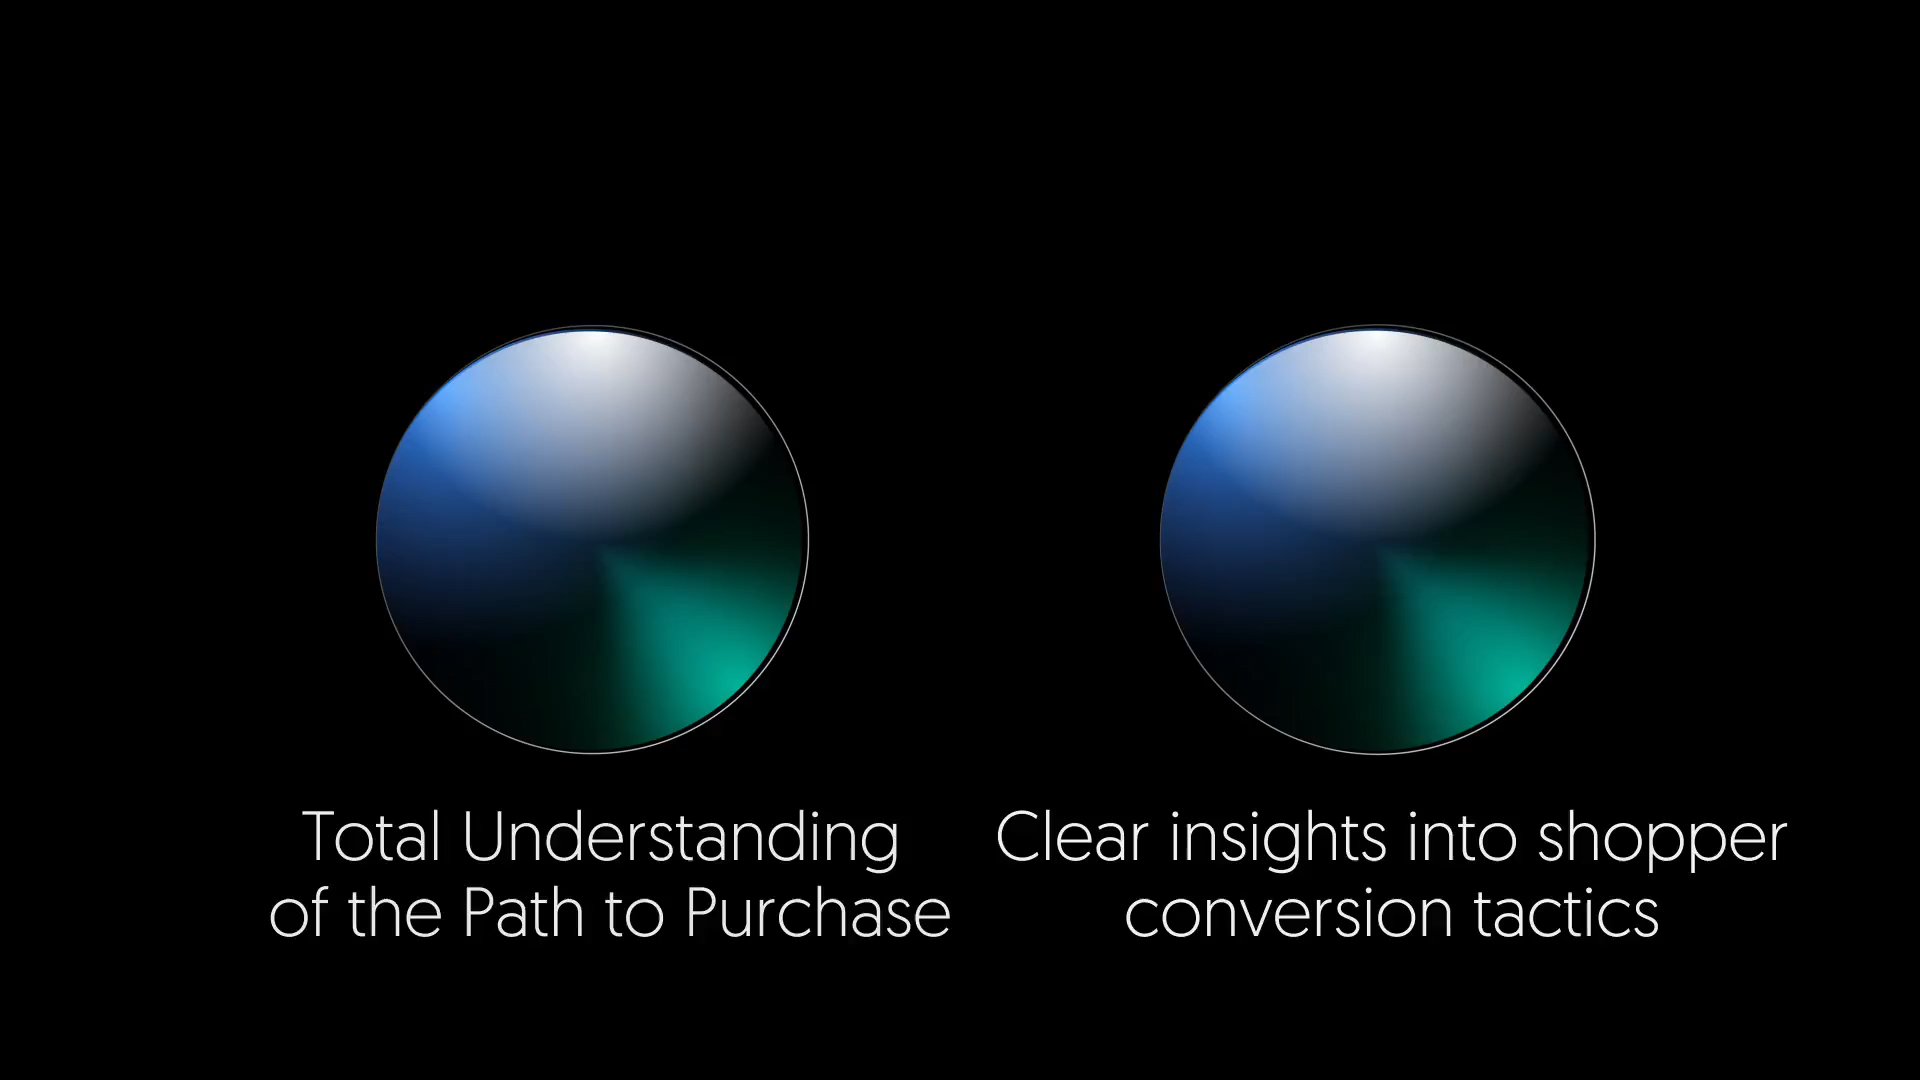 Total Understanding
of the Path to Purchase
Clear insights into shopper
conversion tactics